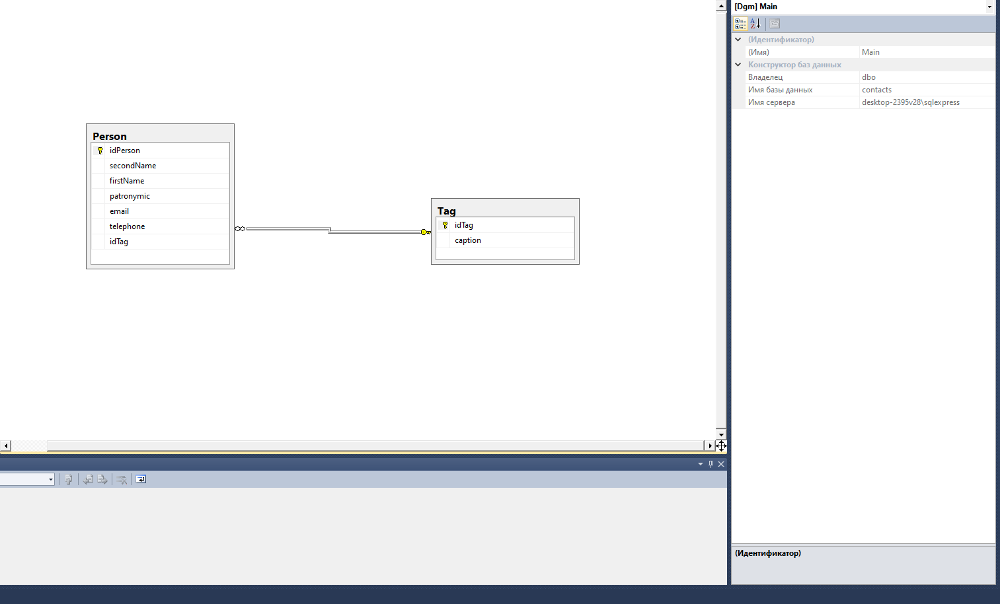 [Dgm] Main
(Идентификатор)
(Имя) Main
Конструктор баз данных
Владелец dbo
Имя базы данных contacts
Имя сервера desktop-2395v28\sqlexpress
Person
idPerson
secondName
firstName
patronymic
email
telephone
idTag
Tag
idTag
caption
(Идентификатор)